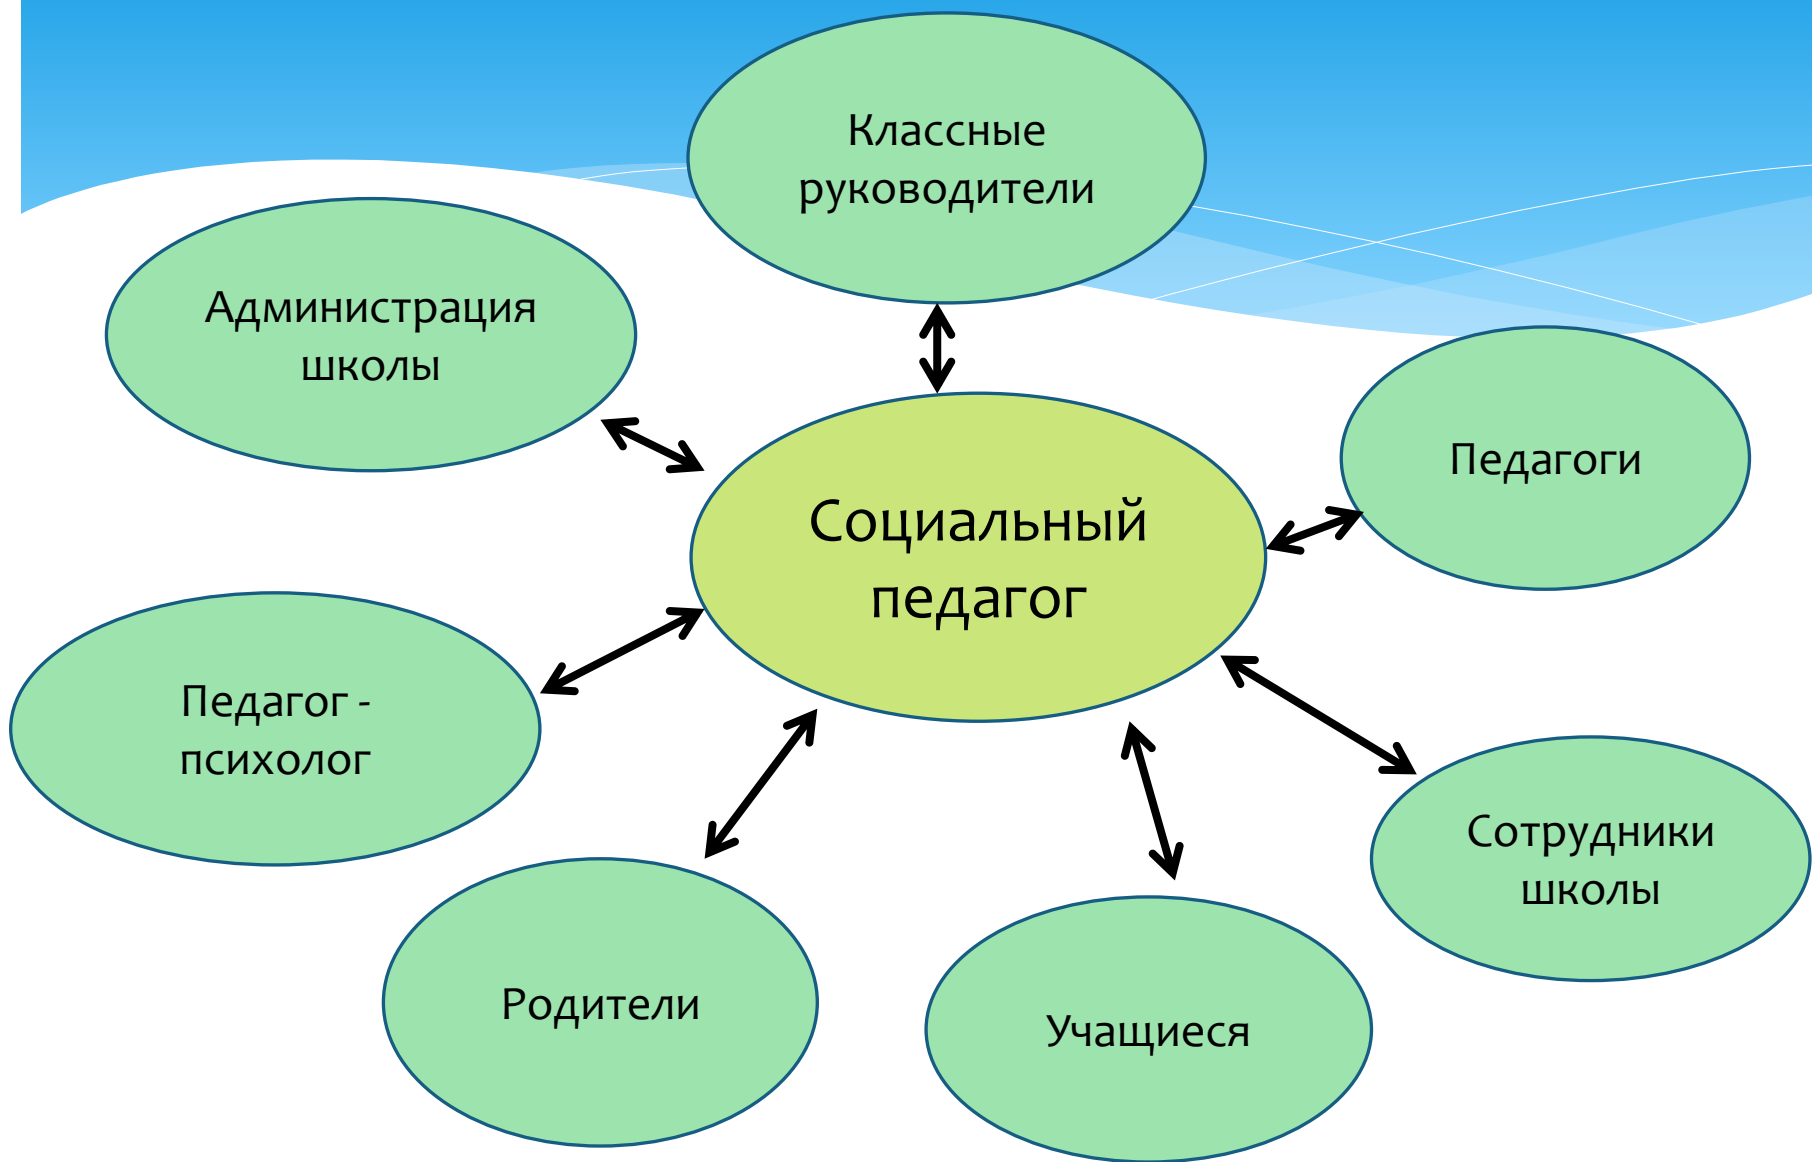 Классные
руководители
Администрация
школы
Педагоги
Социальный
педагог
Педагог -
психолог
Сотрудники
школы
Родители
Учащиеся